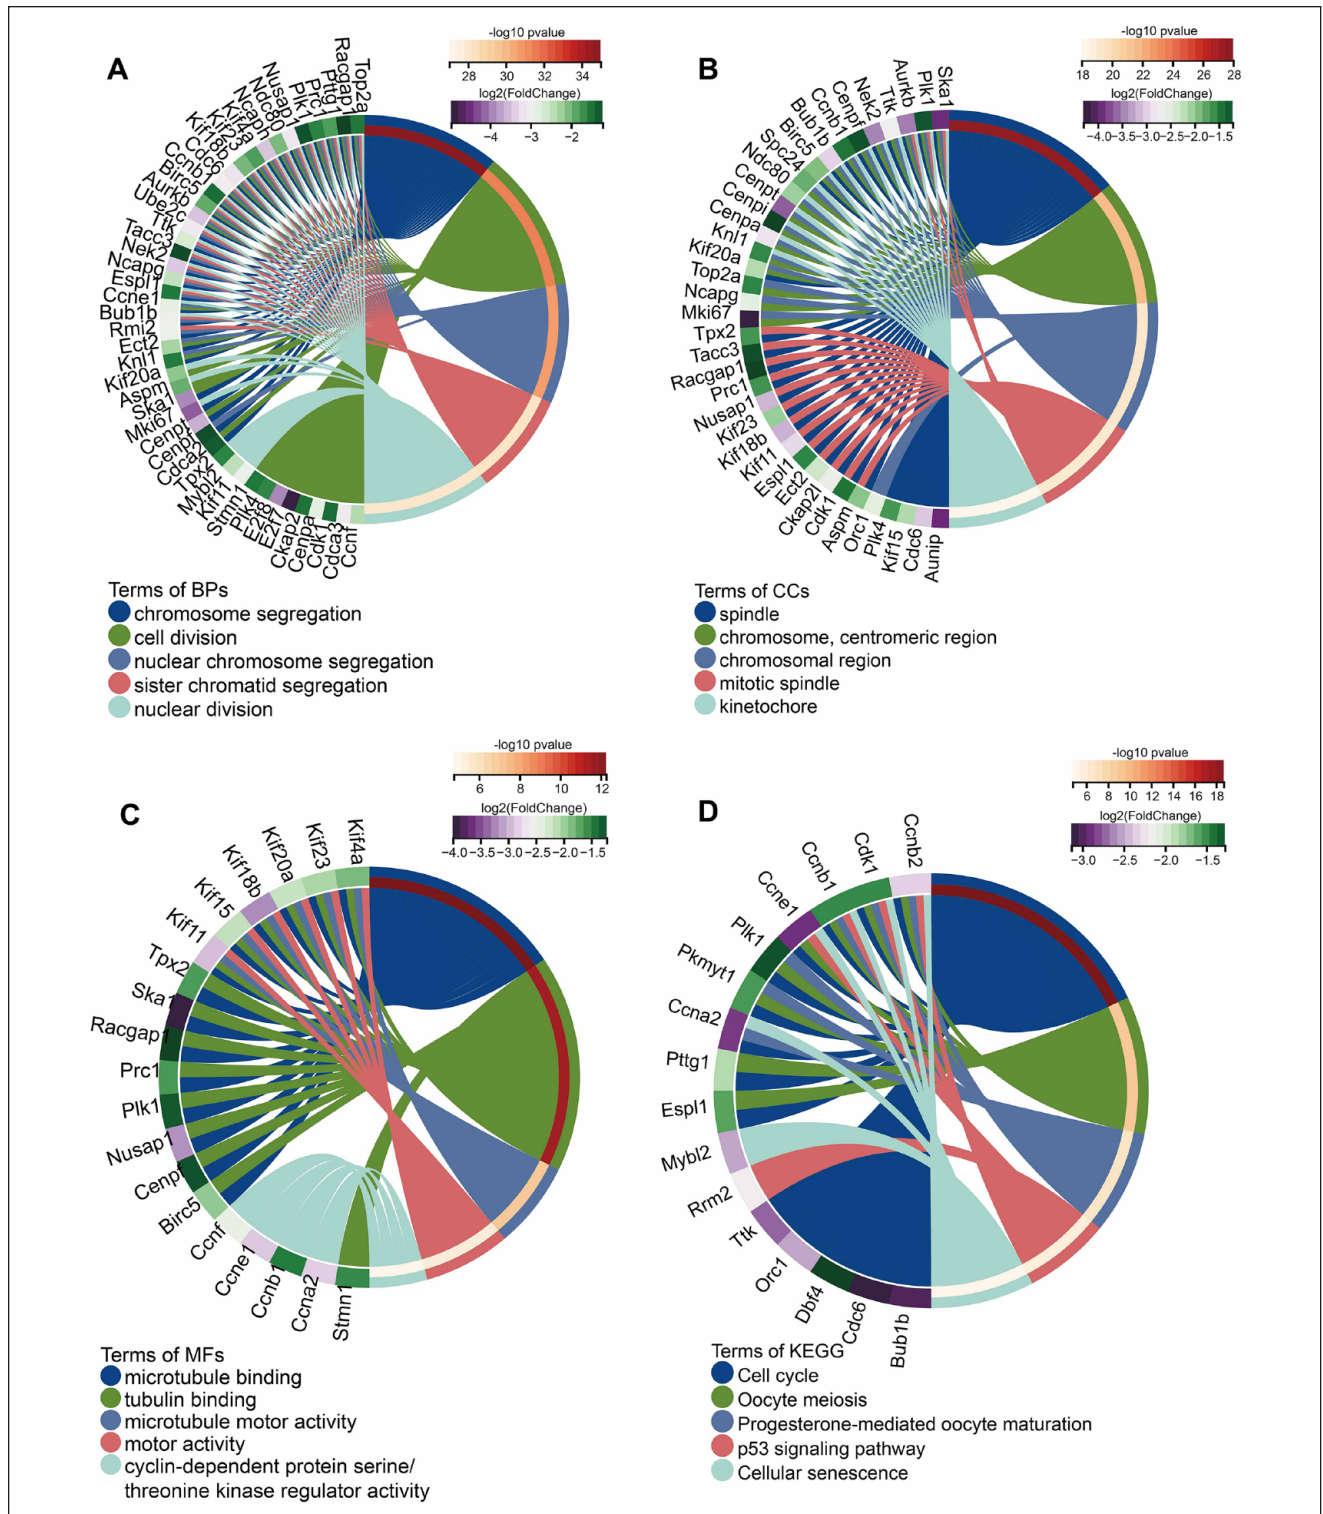 A
-log10 pvalue
28 30 32 34
log2(FoldChange)
−4 −3 −2
Top2a
Racgap1
Pttg1
Prc1
Plk1
Nusap1
Ndc80
Ncaph
Kif4a
Kif23
Kif18b
Cdc6
Ccnb1
Birc5
Aurkb
Ube2c
Ttk
Tacc3
Nek2
Ncapg
Espl1
Ccne1
Bub1b
Rmi2
Ect2
Knl1
Kif20a
Aspm
Ska1
Mki67
Cenpt
Cenpf
Cdca2
Tpx2
Mybl2
Kif11
Stmn1
Plk4
E2f8
E2f7
Ckap2
Cenpa
Cdk1
Cdca3
Ccnf
Terms of BPs
chromosome segregation
cell division
nuclear chromosome segregation
sister chromatid segregation
nuclear division
B
-log10 pvalue
18 20 22 24 26 28
log2(FoldChange)
−4.0 −3.5 −3.0 −2.5 −2.0 −1.5
Ska1
Plk1
Aurkb
Ttk
Nek2
Cenpf
Ccnb1
Bub1b
Birc5
Spc24
Ndc80
Cenpt
Cenpi
Cenpa
Knl1
Kif20a
Top2a
Ncapg
Mki67
Tpx2
Tacc3
Racgap1
Prc1
Nusap1
Kif23
Kif18b
Kif11
Espl1
Ect2
Ckap2l
Cdk1
Aspm
Orc1
Plk4
Kif15
Cdc6
Aunip
Terms of CCs
spindle
chromosome, centromeric region
chromosomal region
mitotic spindle
kinetochore
C
-log10 pvalue
6 8 10 12
log2(FoldChange)
−4.0 −3.5 −3.0 −2.5 −2.0 −1.5
Kif4a
Kif23
Kif20a
Kif18b
Kif15
Kif11
Tpx2
Ska1
Racgap1
Prc1
Plk1
Nusap1
Cenpf
Birc5
Ccnf
Ccne1
Ccnb1
Ccna2
Stmn1
Terms of MFs
microtubule binding
tubulin binding
microtubule motor activity
motor activity
cyclin-dependent protein serine/
threonine kinase regulator activity
D
-log10 pvalue
6 8 10 12 14 16 18
log2(FoldChange)
−3.0 −2.5 −2.0 −1.5
Ccnb2
Cdk1
Ccnb1
Ccne1
Plk1
Pkmyt1
Ccna2
Pttg1
Espl1
Mybl2
Rrm2
Ttk
Orc1
Dbf4
Cdc6
Bub1b
Terms of KEGG
Cell cycle
Oocyte meiosis
Progesterone-mediated oocyte maturation
p53 signaling pathway
Cellular senescence